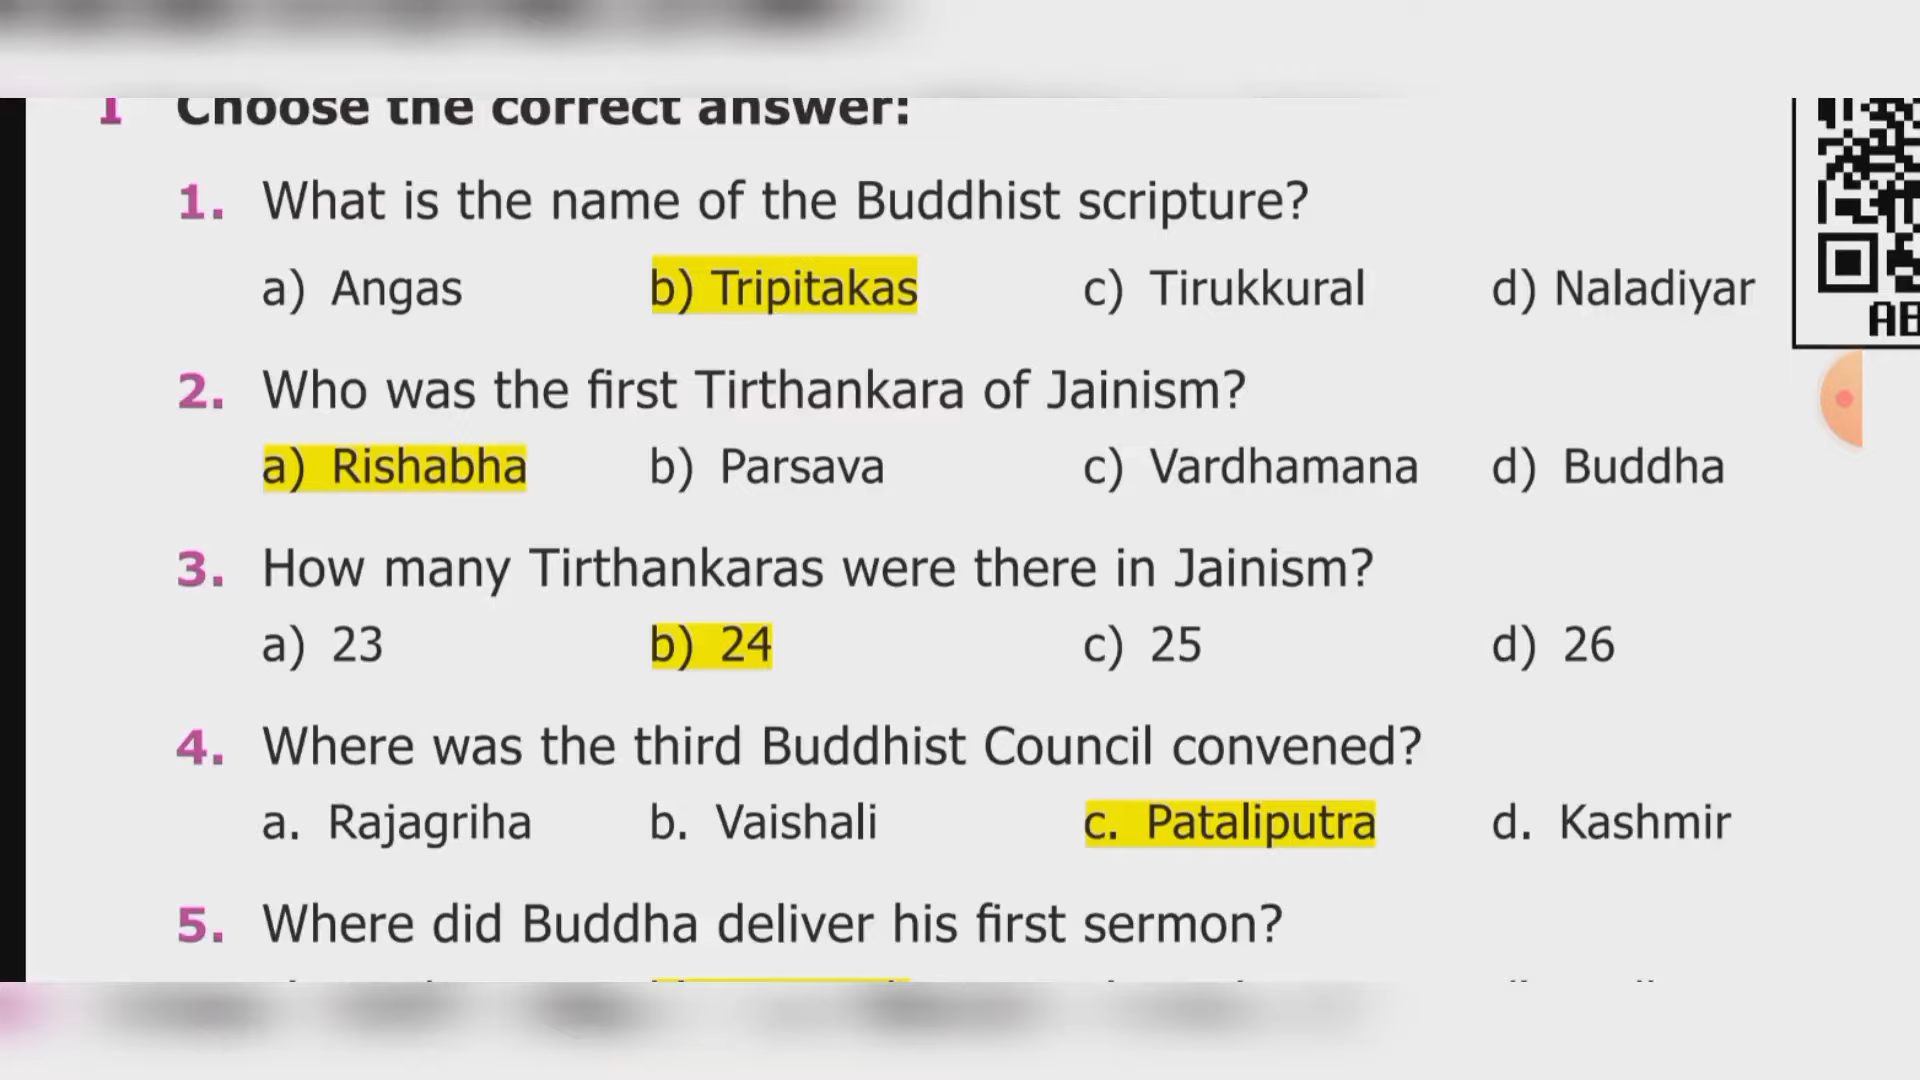 I Choose the correct answer:
1. What is the name of the Buddhist scripture?
a) Angas b) Tripitakas c) Tirukkural d) Naladiyar
2. Who was the first Tirthankara of Jainism?
a) Rishabha b) Parsava c) Vardhamana d) Buddha
3. How many Tirthankaras were there in Jainism?
a) 23 b) 24 c) 25 d) 26
4. Where was the third Buddhist Council convened?
a. Rajagriha b. Vaishali c. Pataliputra d. Kashmir
5. Where did Buddha deliver his first sermon?